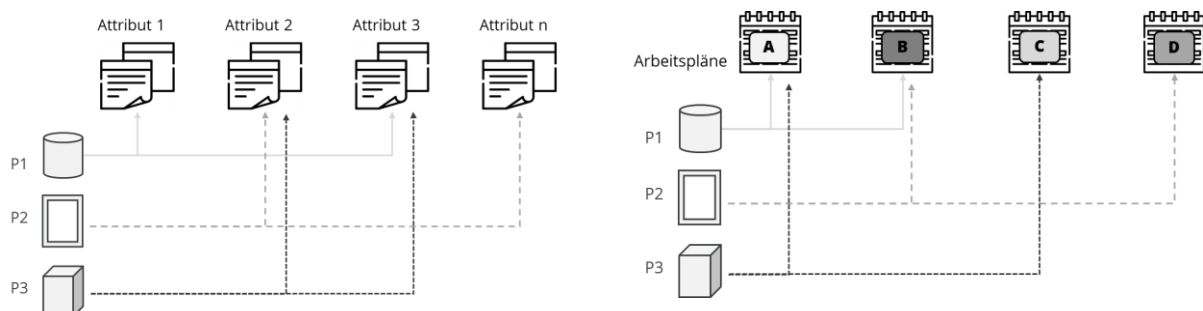 Attribut 1 Attribut 2 Attribut 3 Attribut n
P1
P2
P3
A B C D
Arbeitspläne
P1
P2
P3